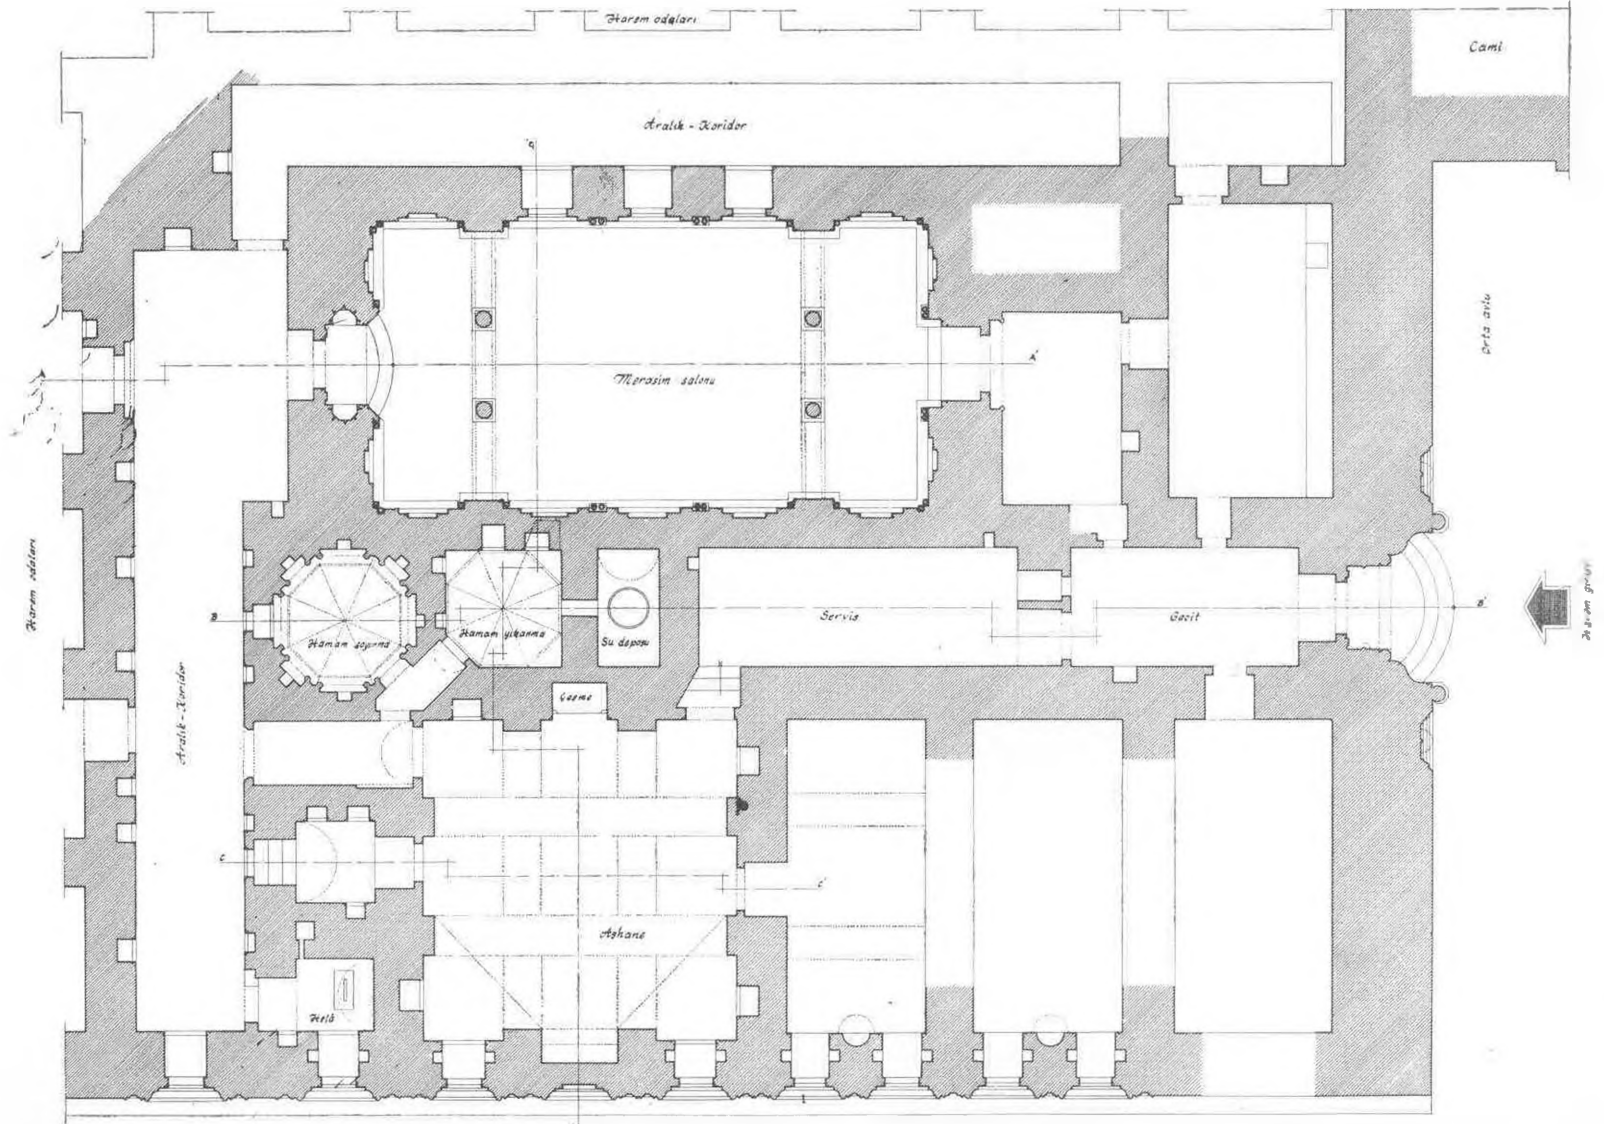 Harem odaları
Cami
Aralık - Koridor
a'
Orta avlu
A
A'
Merasim salonu
Harem odaları
B
Hamam soyunma
Hamam yıkanma
Su deposu
Servis
Geçit
B'
Çeşme
Aralık - Koridor
C
C'
Aşhane
Helâ